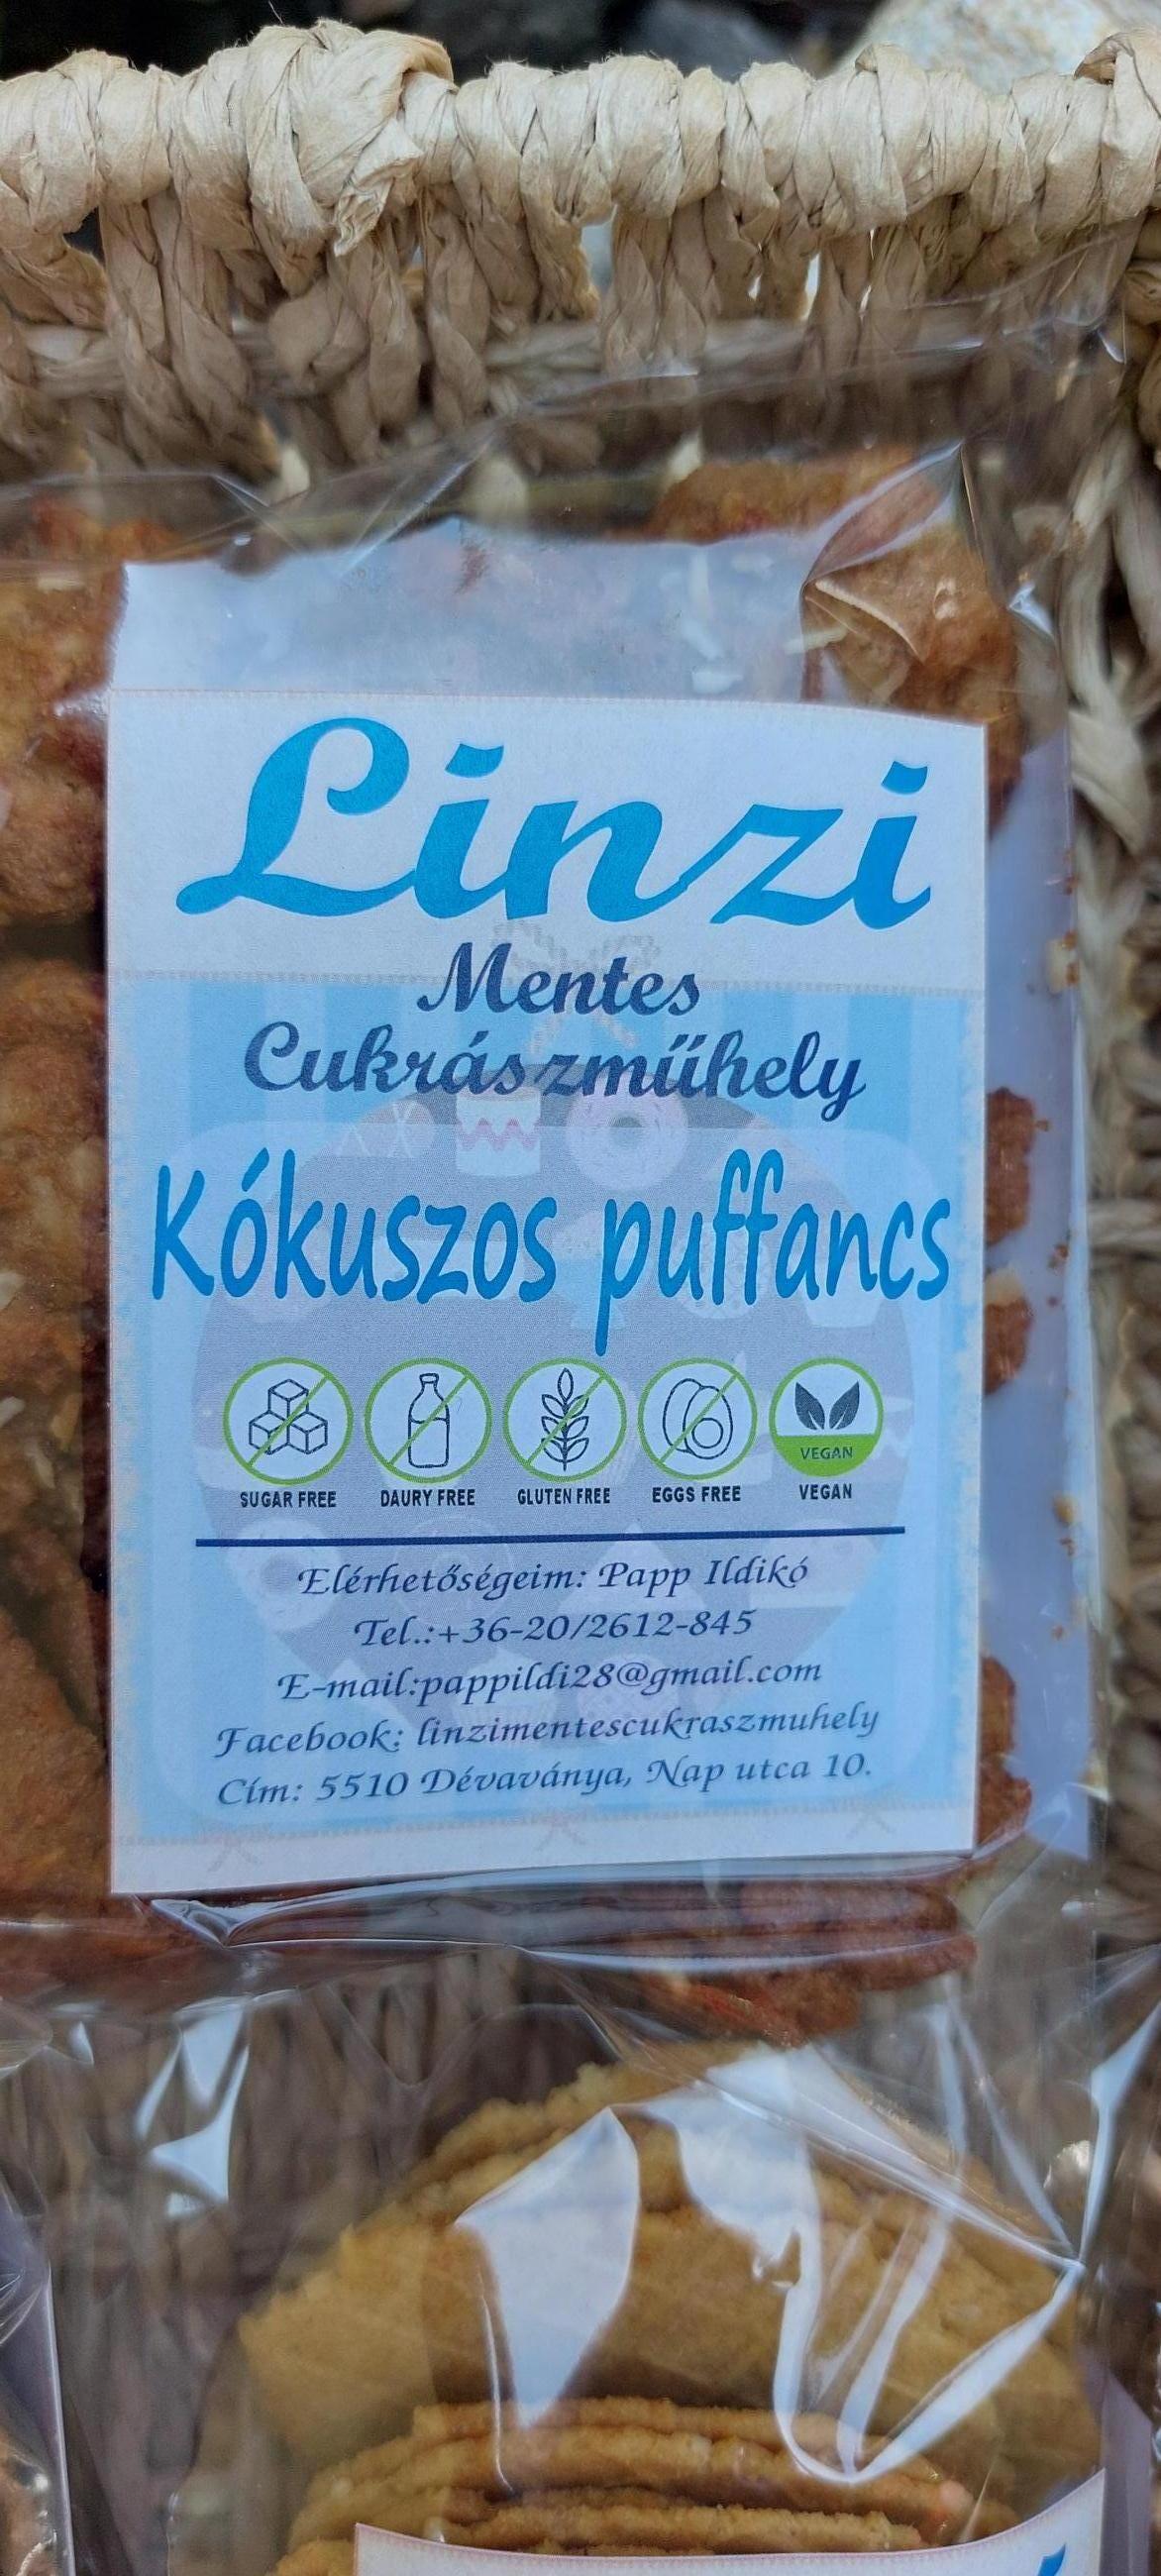 Linzi
Mentes
Cukrászműhely
Kókuszos puffancs
VEGAN
SUGAR FREE DAURY FREE GLUTEN FREE EGGS FREE VEGAN
Elérhetőségeim: Papp Ildikó
Tel.:+36-20/2612-845
E-mail:pappildi28@gmail.com
Facebook: linzimentescukraszmuhely
Cím: 5510 Dévaványa, Nap utca 10.